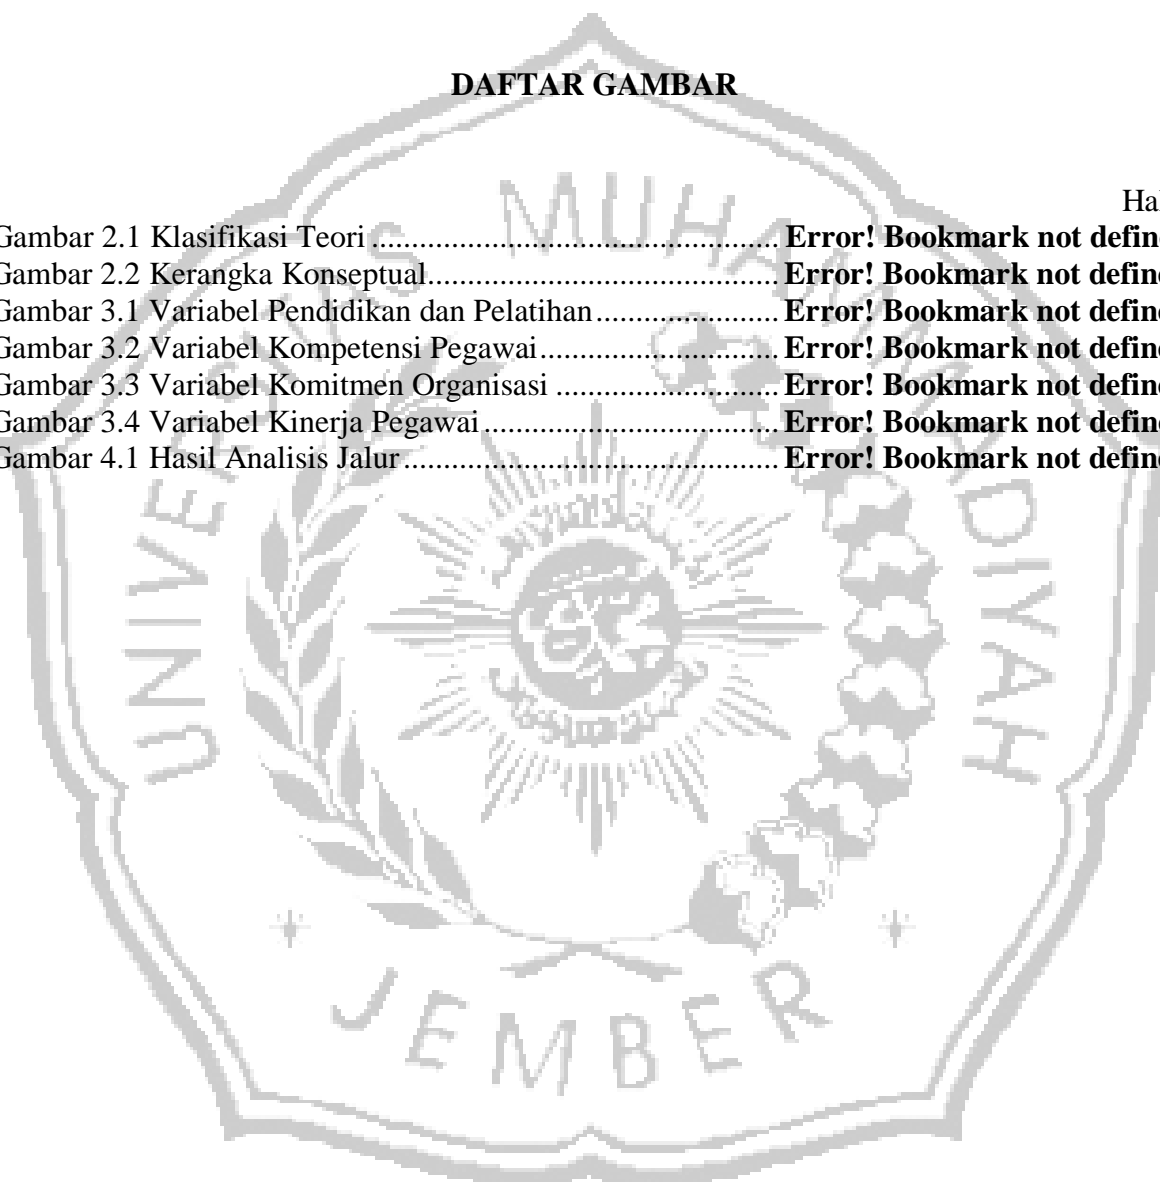 DAFTAR GAMBAR
Hal
Gambar 2.1 Klasifikasi Teori ........................................... Error! Bookmark not define
Gambar 2.2 Kerangka Konseptual..................................... Error! Bookmark not define
Gambar 3.1 Variabel Pendidikan dan Pelatihan................... Error! Bookmark not define
Gambar 3.2 Variabel Kompetensi Pegawai......................... Error! Bookmark not define
Gambar 3.3 Variabel Komitmen Organisasi ........................ Error! Bookmark not define
Gambar 3.4 Variabel Kinerja Pegawai............................... Error! Bookmark not define
Gambar 4.1 Hasil Analisis Jalur........................................ Error! Bookmark not define
UNIVERSITAS MUHAMMADIYAH
JEMBER